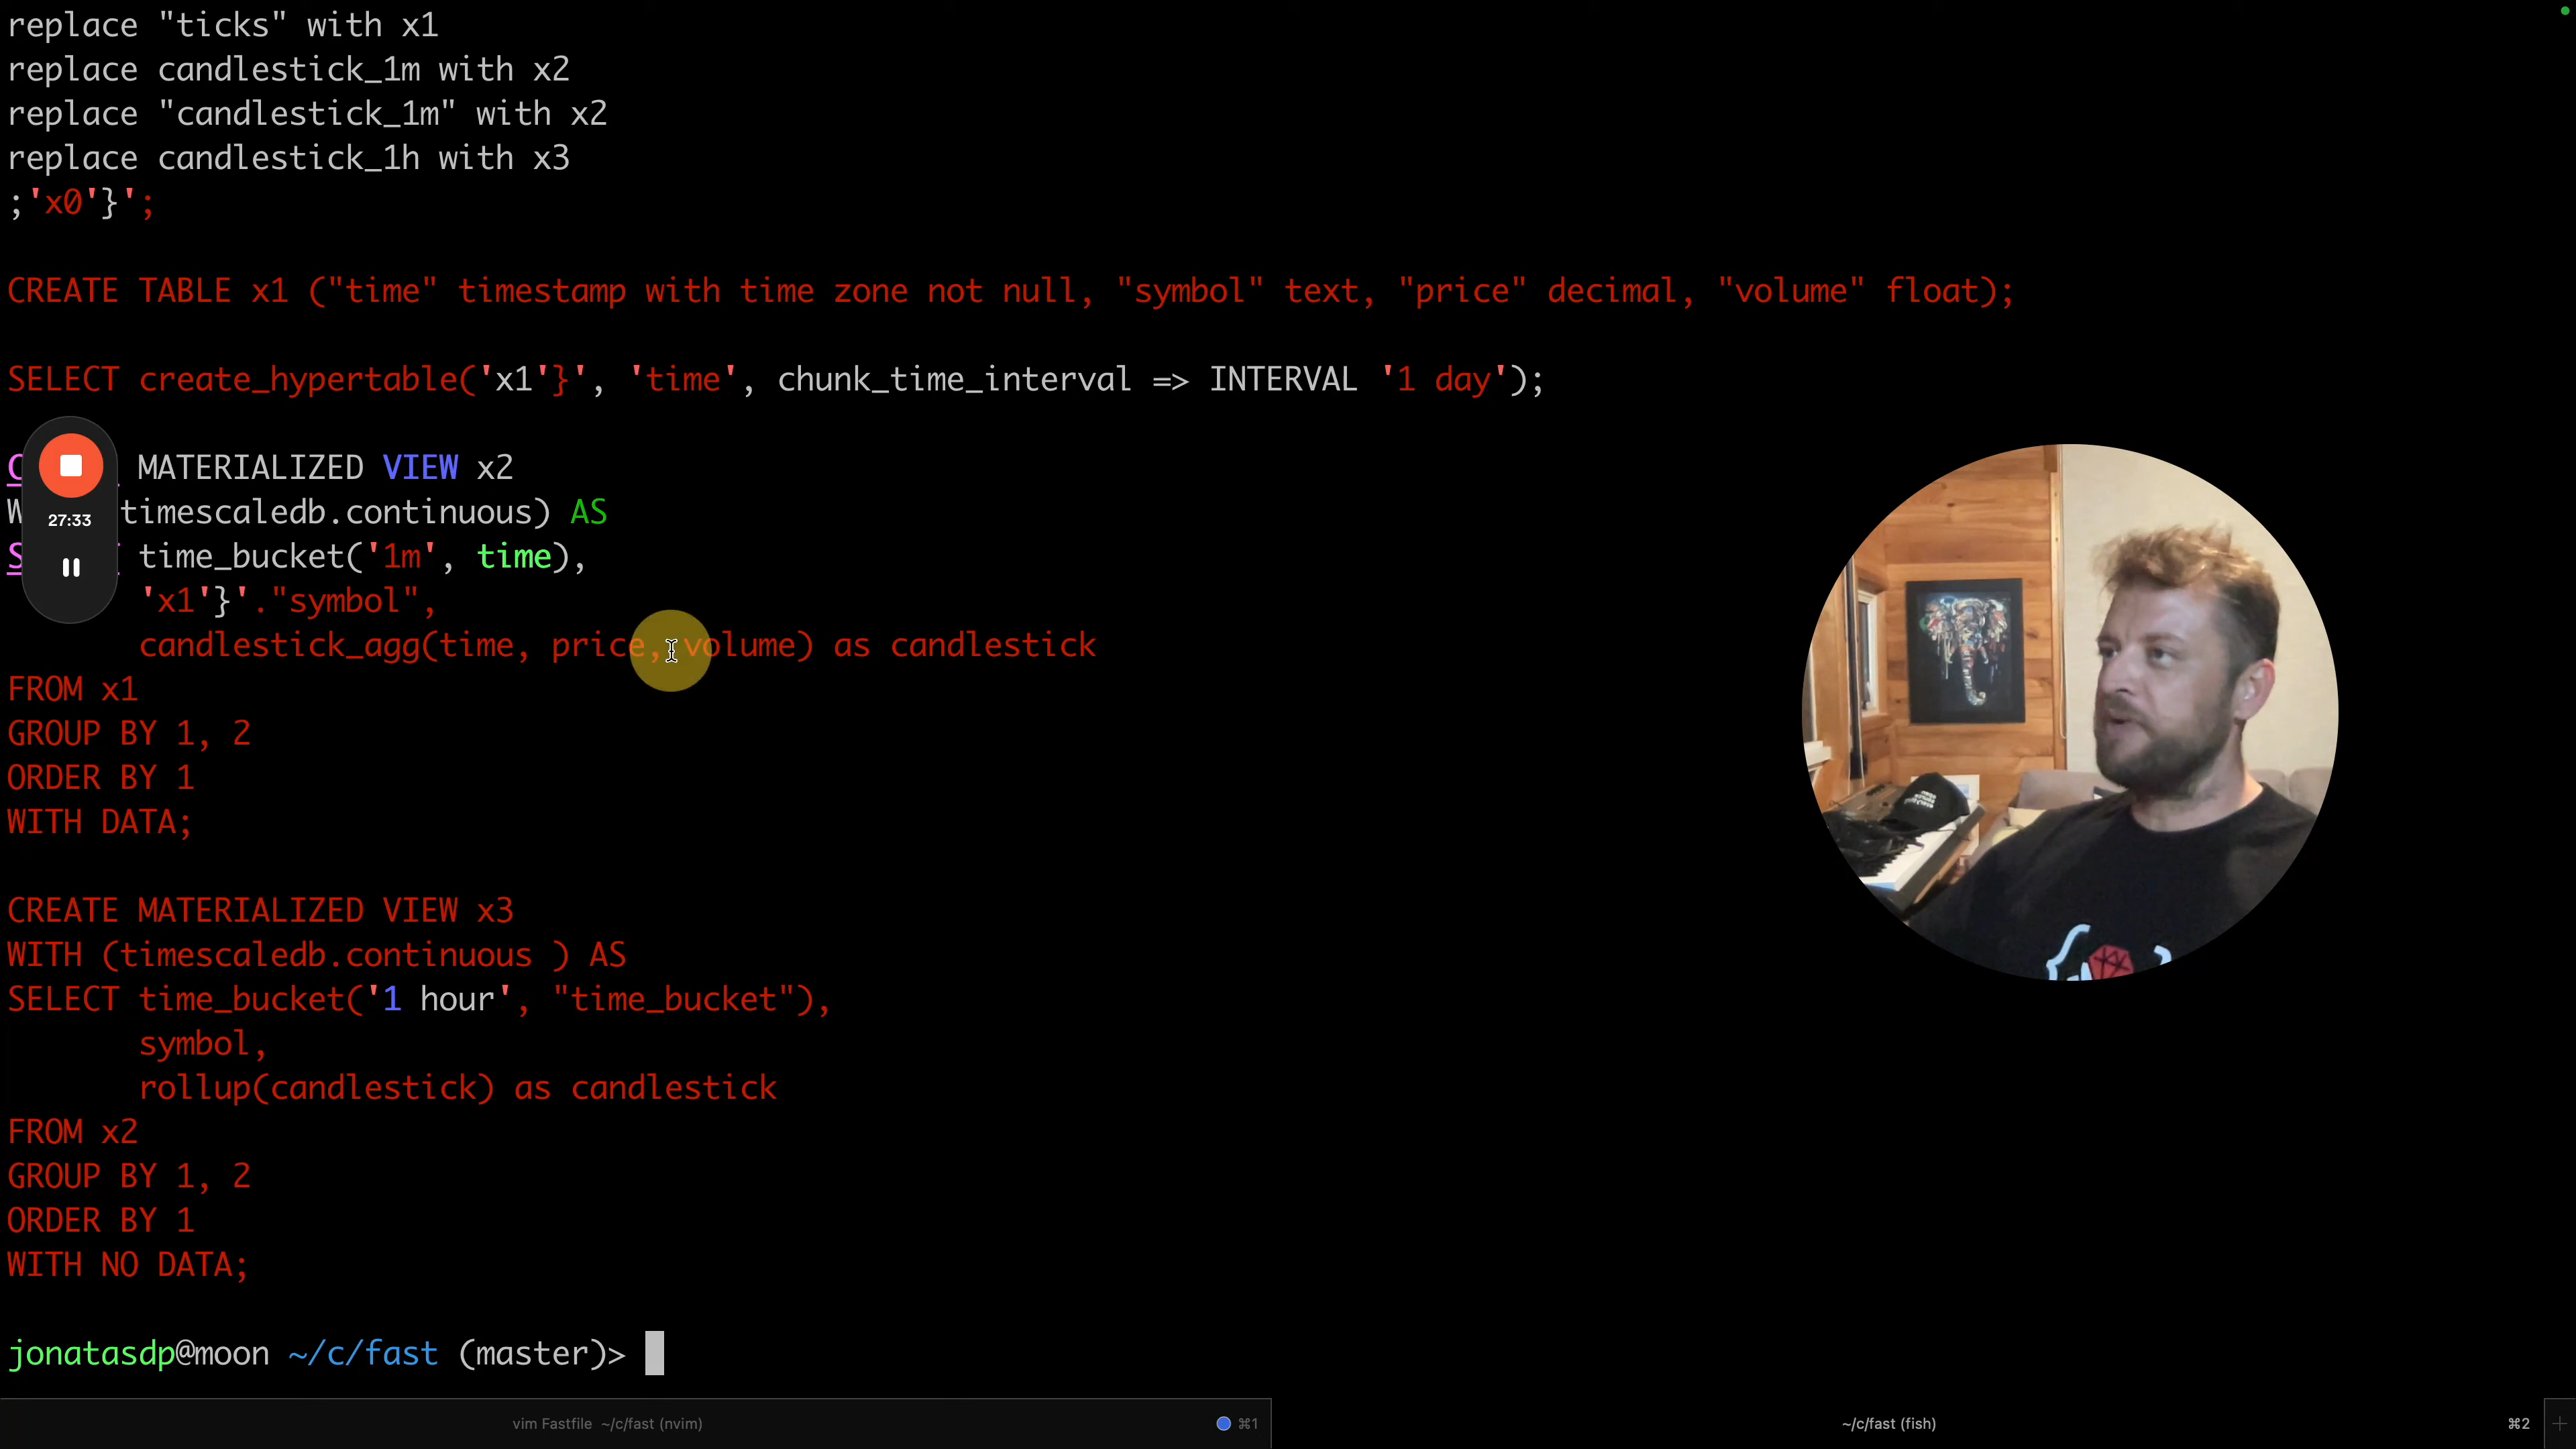 replace "ticks" with x1
replace candlestick_1m with x2
replace "candlestick_1m" with x2
replace candlestick_1h with x3
;'x0'}';
CREATE TABLE x1 ("time" timestamp with time zone not null, "symbol" text, "price" decimal, "volume" float);
SELECT create_hypertable('x1'}', 'time', chunk_time_interval => INTERVAL '1 day');
C MATERIALIZED VIEW x2
W timescaledb.continuous) AS
27:33
S time_bucket('1m', time),
'x1'}'."symbol",
candlestick_agg(time, price, volume) as candlestick
FROM x1
GROUP BY 1, 2
ORDER BY 1
WITH DATA;
CREATE MATERIALIZED VIEW x3
WITH (timescaledb.continuous ) AS
SELECT time_bucket('1 hour', "time_bucket"),
symbol,
rollup(candlestick) as candlestick
FROM x2
GROUP BY 1, 2
ORDER BY 1
WITH NO DATA;
jonatasdp@moon ~/c/fast (master)>
vim Fastfile ~/c/fast (nvim) ⌘1 ~/c/fast (fish) ⌘2